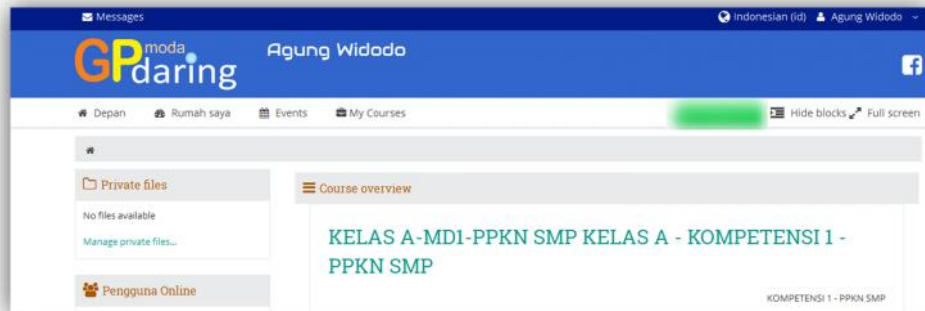 Messages
Indonesian (id) Agung Widodo
GP moda daring
Agung Widodo
Depan Rumah saya Events My Courses Hide blocks Full screen
Private files
No files available
Manage private files...
Pengguna Online
Course overview
KELAS A-MD1-PPKN SMP KELAS A - KOMPETENSI 1 -
PPKN SMP
KOMPETENSI 1 - PPKN SMP